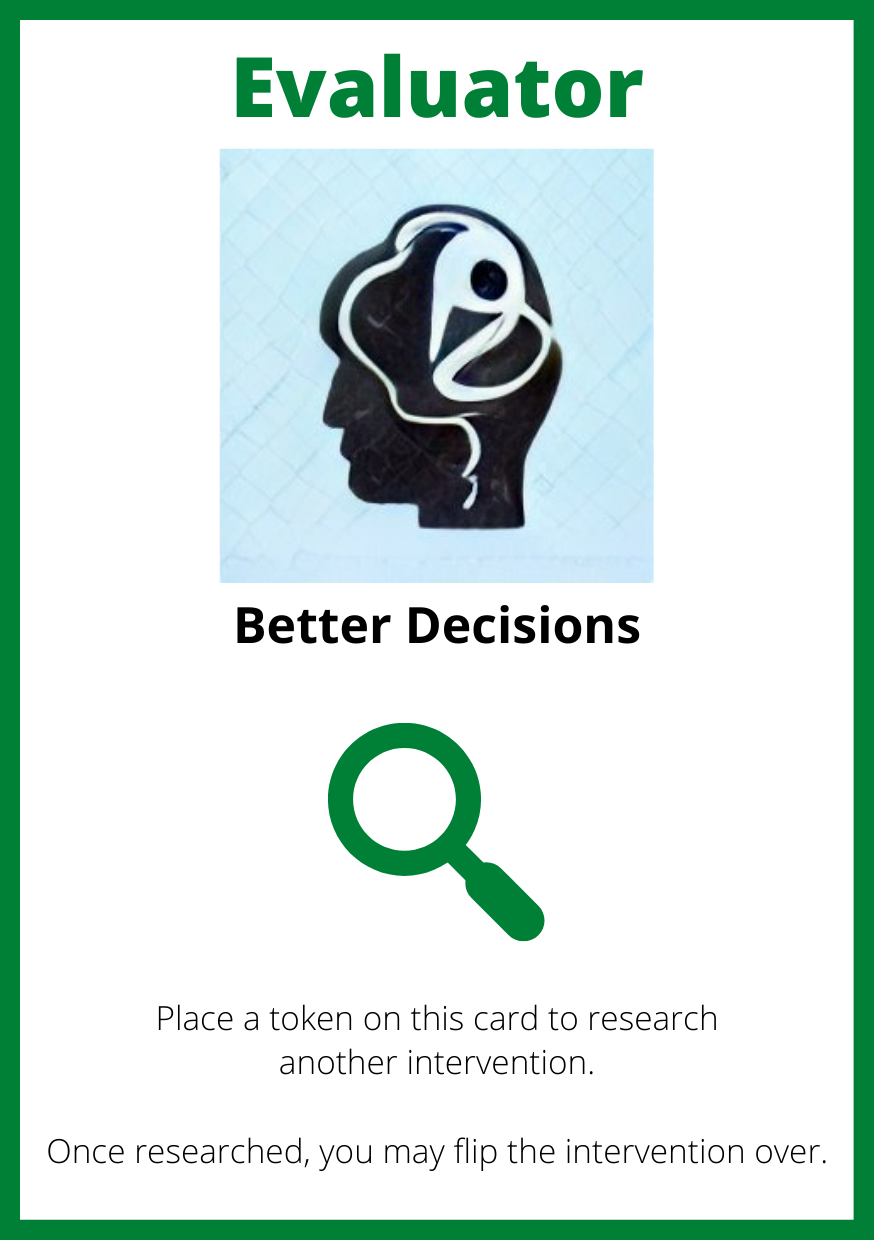 Evaluator
Better Decisions
Place a token on this card to research
another intervention.
Once researched, you may flip the intervention over.